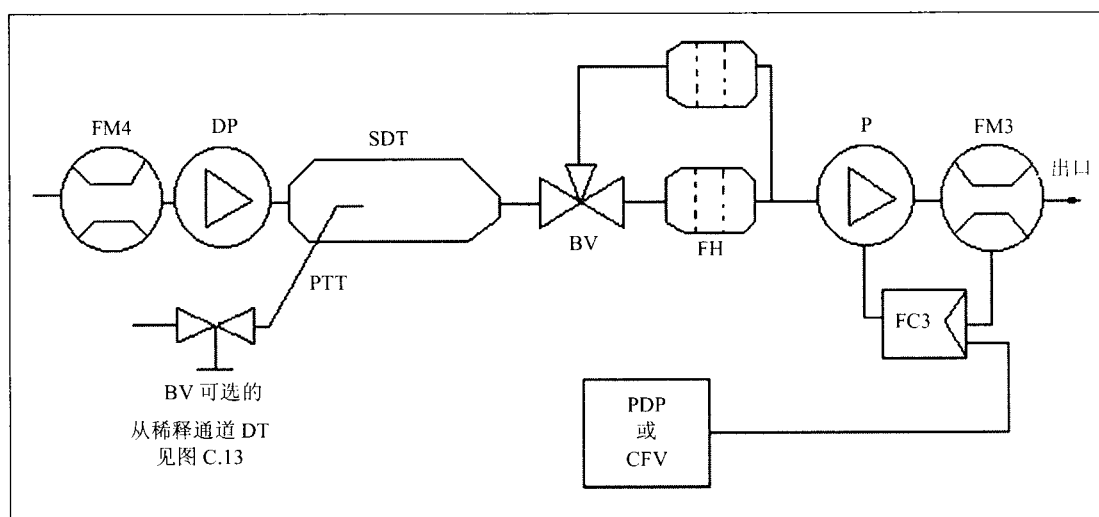 FM4
DP
SDT
P
FM3
出口
BV
FH
PTT
FC3
BV 可选的
从稀释通道 DT
见图 C.13
PDP
或
CFV